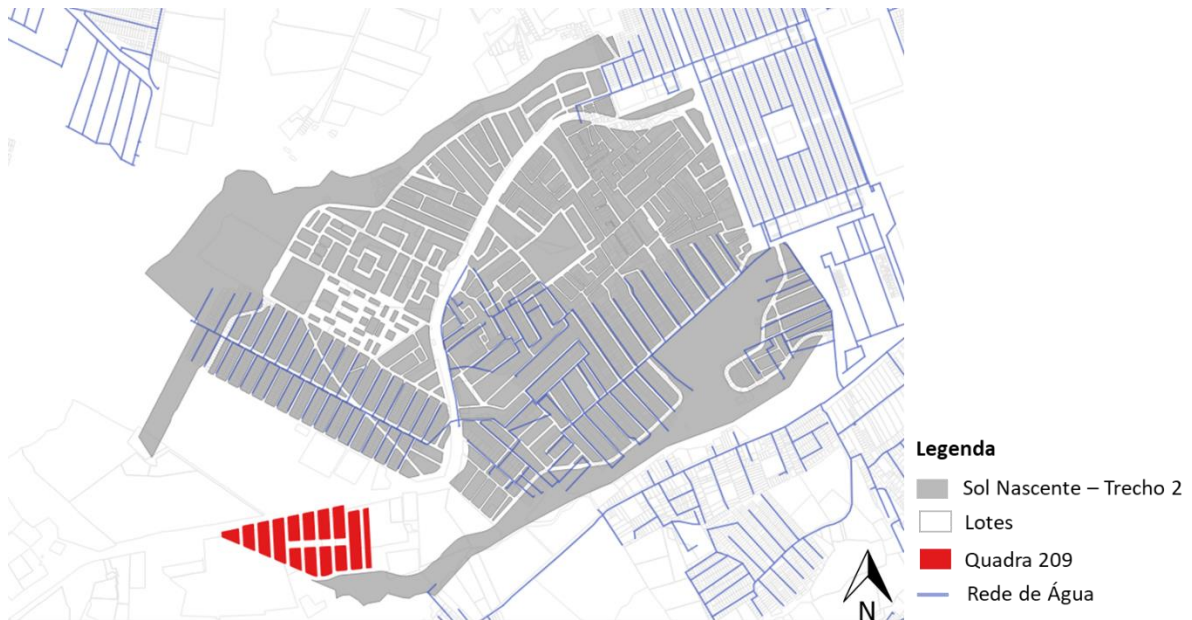 Legenda
Sol Nascente – Trecho 2
Lotes
Quadra 209
Rede de Água
N